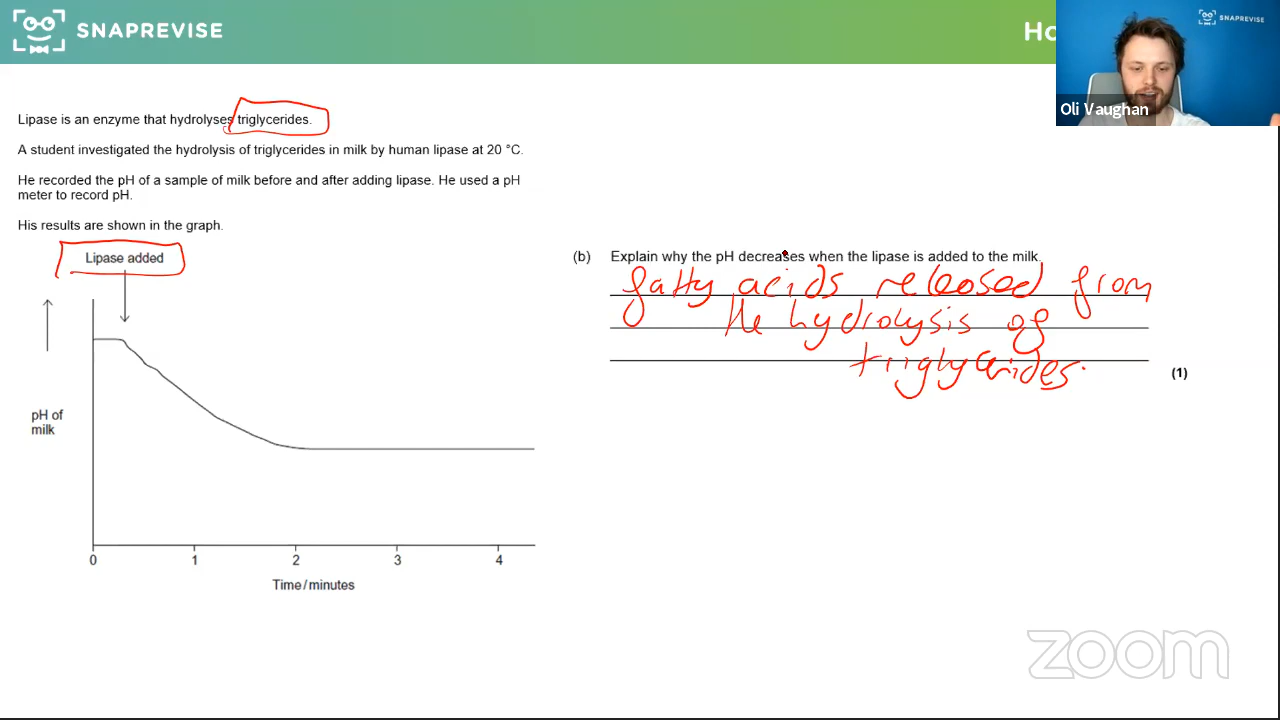 SNAPREVISE
Ho
SNAPREVISE
Oli Vaughan
Lipase is an enzyme that hydrolyses triglycerides.
A student investigated the hydrolysis of triglycerides in milk by human lipase at 20 °C.
He recorded the pH of a sample of milk before and after adding lipase. He used a pH
meter to record pH.
His results are shown in the graph.
Lipase added
pH of
milk
0 1 2 3 4
Time / minutes
(b) Explain why the pH decreases when the lipase is added to the milk.
fatty acids released from
the hydrolysis of
triglycerides.
(1)
zoom